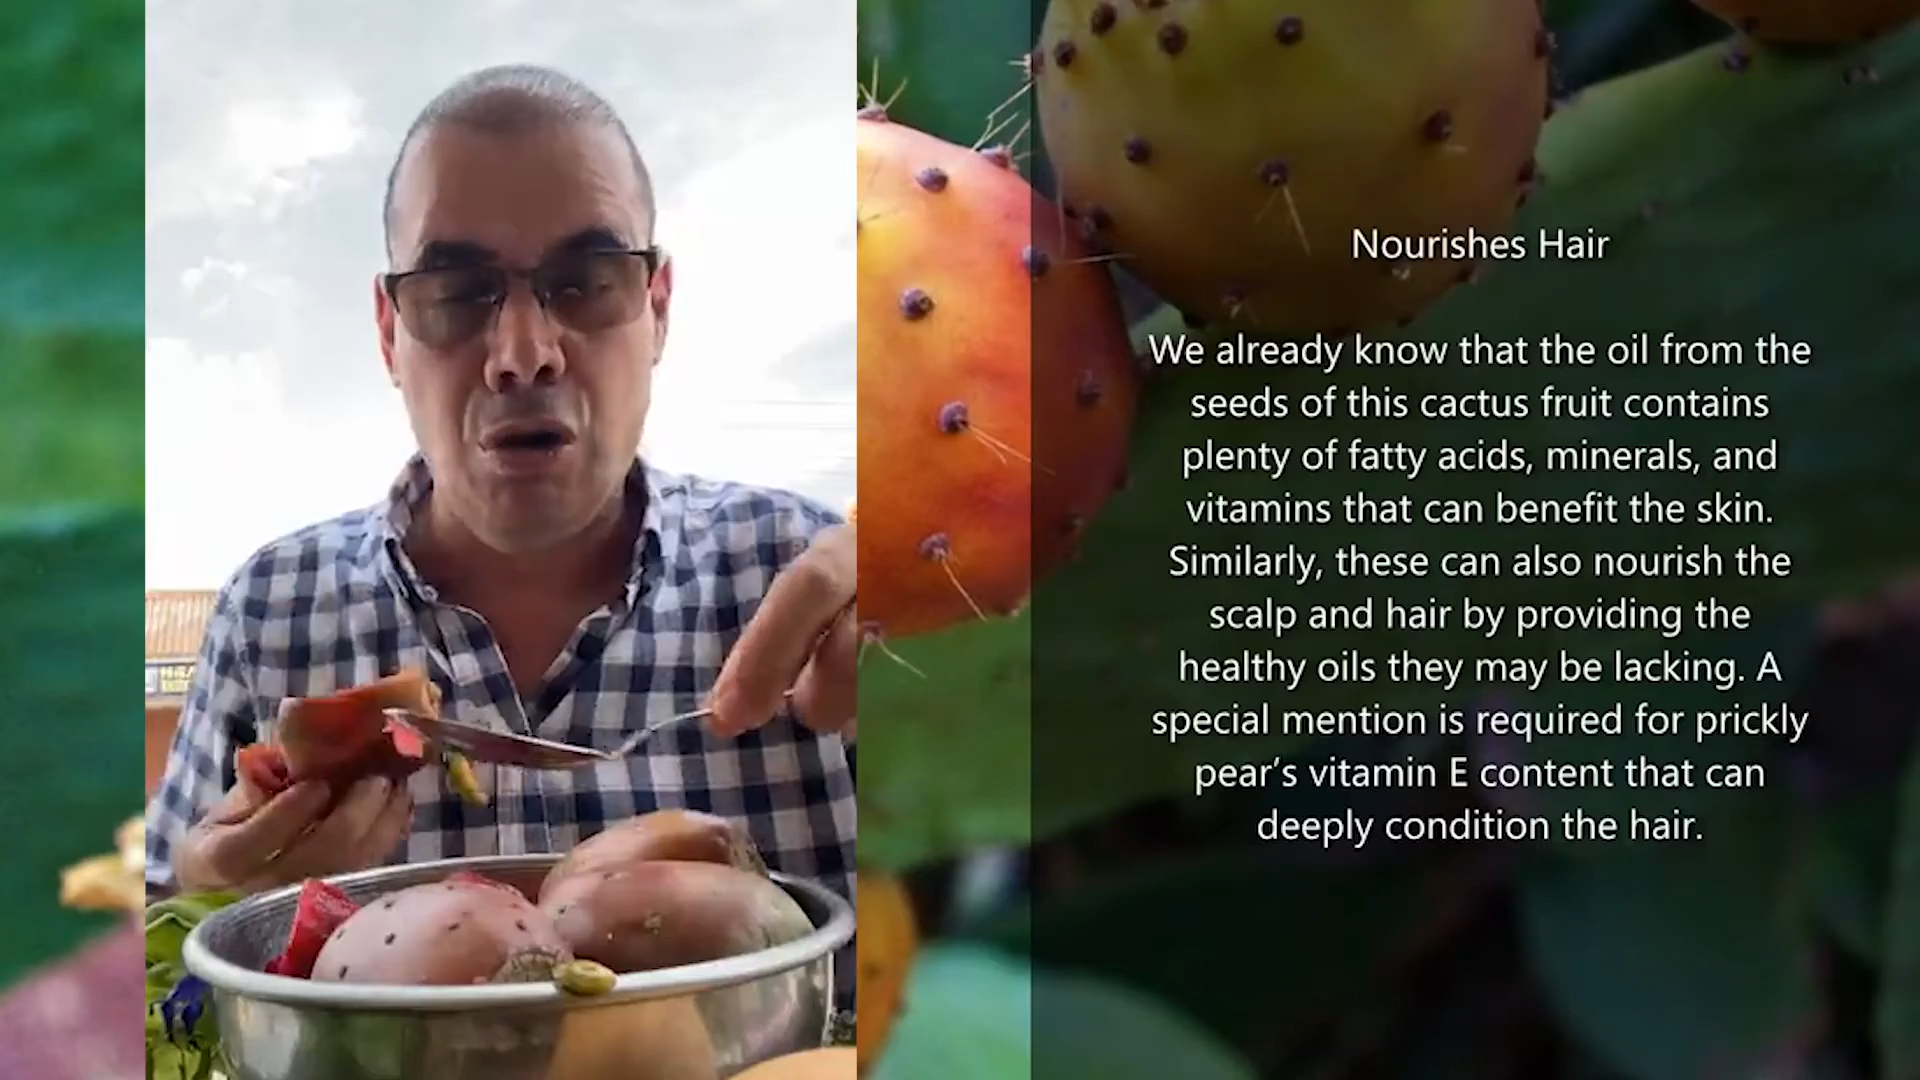 Nourishes Hair
We already know that the oil from the
seeds of this cactus fruit contains
plenty of fatty acids, minerals, and
vitamins that can benefit the skin.
Similarly, these can also nourish the
scalp and hair by providing the
healthy oils they may be lacking. A
special mention is required for prickly
pear’s vitamin E content that can
deeply condition the hair.